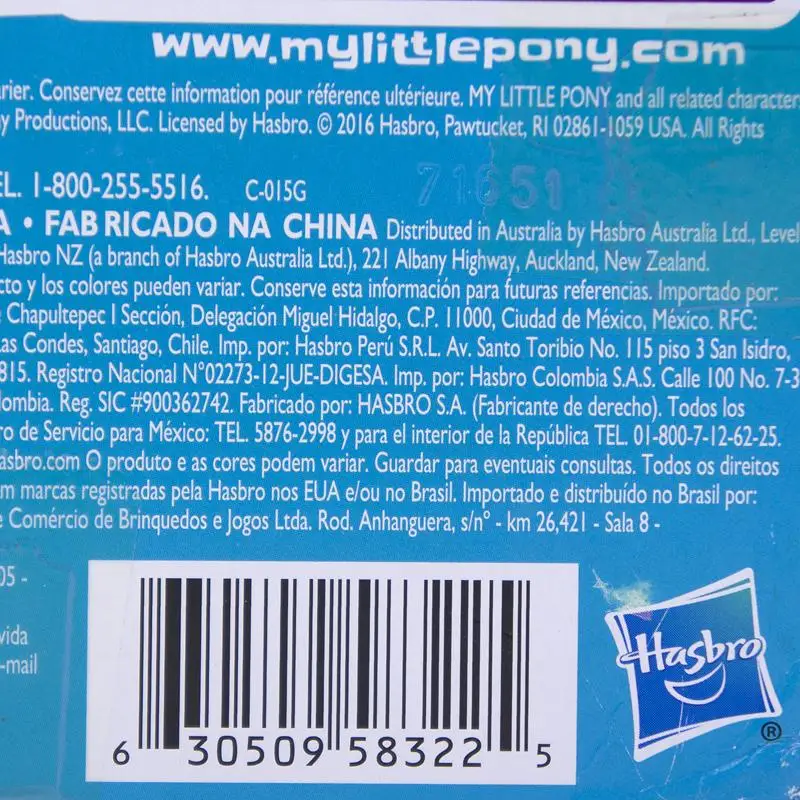 www.mylittlepony.com
rier. Conservez cette information pour référence ultérieure. MY LITTLE PONY and all related character
y Productions, LLC. Licensed by Hasbro. © 2016 Hasbro, Pawtucket, RI 02861-1059 USA. All Rights
EL. 1-800-255-5516. C-015G
71651
A • FABRICADO NA CHINA Distributed in Australia by Hasbro Australia Ltd., Level
Hasbro NZ (a branch of Hasbro Australia Ltd.), 221 Albany Highway, Auckland, New Zealand.
cto y los colores pueden variar. Conserve esta información para futuras referencias. Importado por:
e Chapultepec I Sección, Delegación Miguel Hidalgo, C.P. 11000, Ciudad de México, México. RFC:
Las Condes, Santiago, Chile. Imp. por: Hasbro Perú S.R.L. Av. Santo Toribio No. 115 piso 3 San Isidro,
815. Registro Nacional N°02273-12-JUE-DIGESA. Imp. por: Hasbro Colombia S.A.S. Calle 100 No. 7-3
lombia. Reg. SIC #900362742. Fabricado por: HASBRO S.A. (Fabricante de derecho). Todos los
ro de Servicio para México: TEL. 5876-2998 y para el interior de la República TEL. 01-800-7-12-62-25.
asbro.com O produto e as cores podem variar. Guardar para eventuais consultas. Todos os direitos
m marcas registradas pela Hasbro nos EUA e/ou no Brasil. Importado e distribuído no Brasil por:
e Comércio de Brinquedos e Jogos Ltda. Rod. Anhanguera, s/nº - km 26,421 - Sala 8 -
05 -
vida
-mail
6 30509 58322 5
Hasbro
®